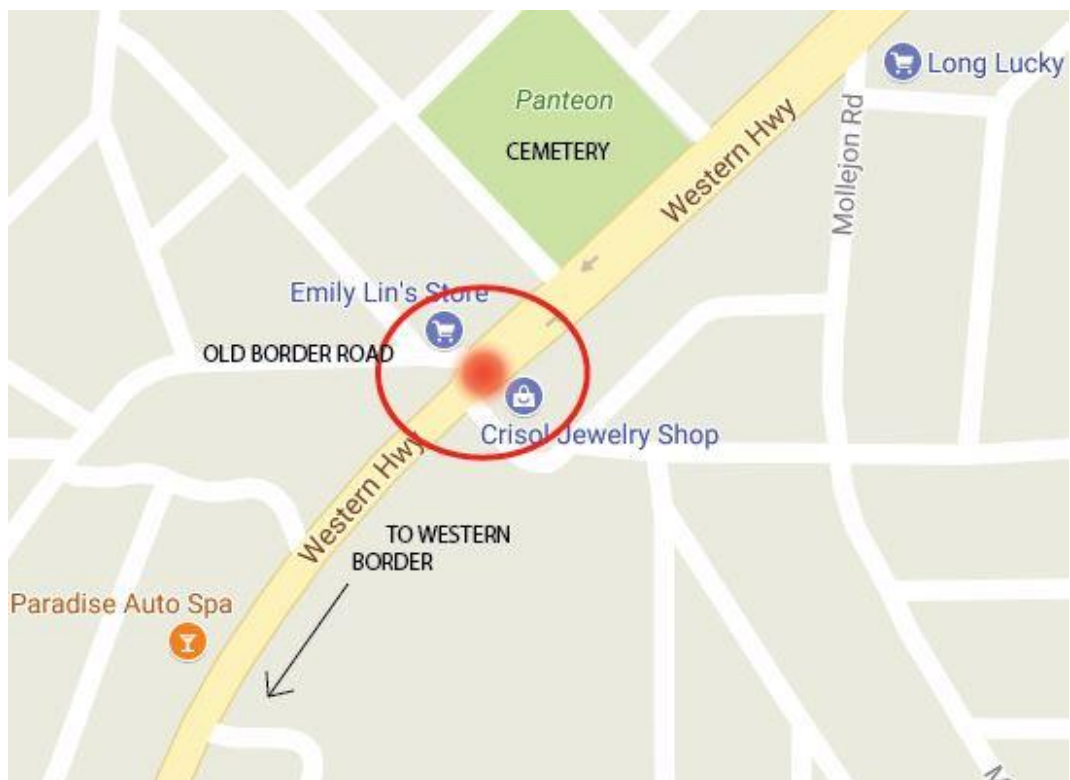 Long Lucky
Panteon
CEMETERY
Western Hwy
Mollejon Rd
Emily Lin's Store
OLD BORDER ROAD
Crisol Jewelry Shop
Western Hwy
TO WESTERN
BORDER
Paradise Auto Spa